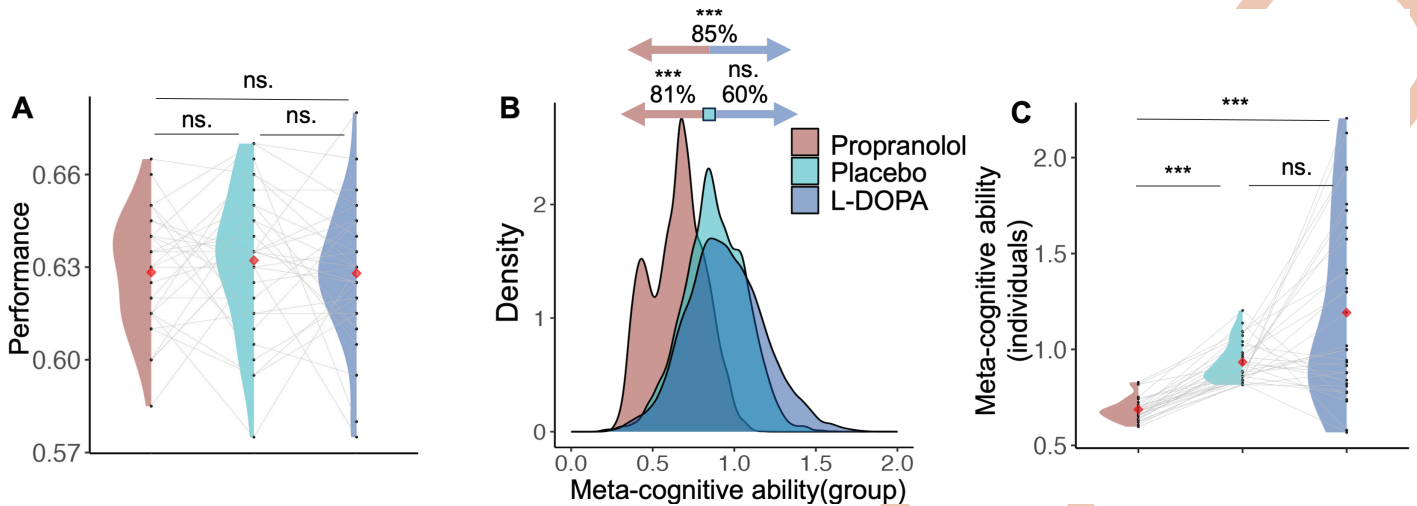 A
ns.
ns.
ns.
Performance
0.66
0.63
0.60
0.57
B
***
85%
***
81%
ns.
60%
Propranolol
Placebo
L-DOPA
Density
2
1
0
0.0 0.5 1.0 1.5 2.0
Meta-cognitive ability(group)
C
***
***
ns.
Meta-cognitive ability
(individuals)
2.0
1.5
1.0
0.5